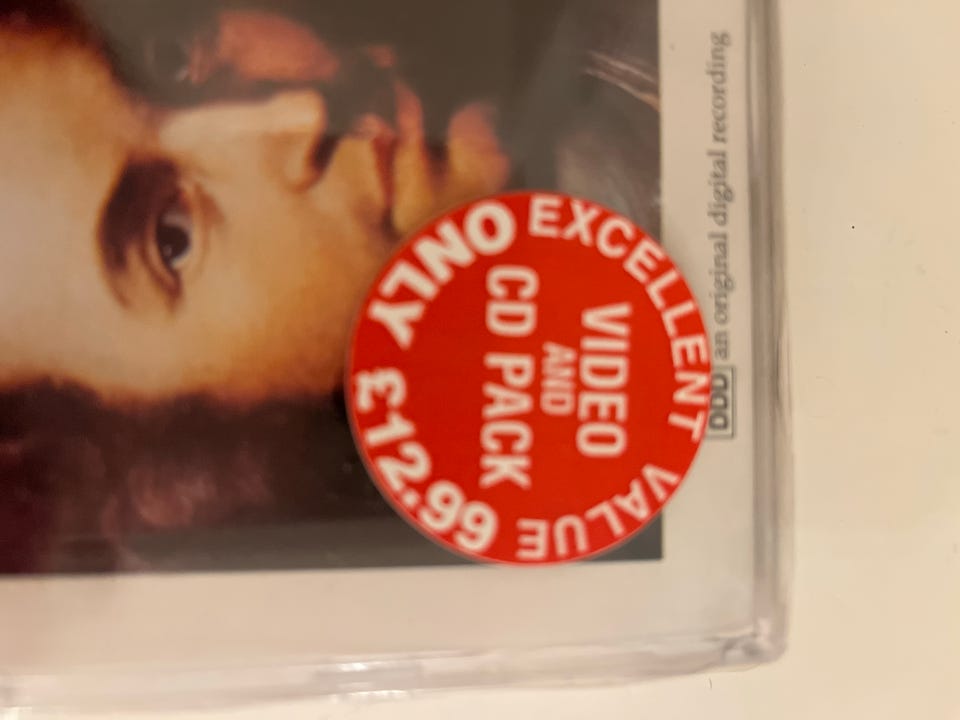 EXCELLENT VALUE
VIDEO
AND
CD PACK
ONLY £12.99
DDD an original digital recording